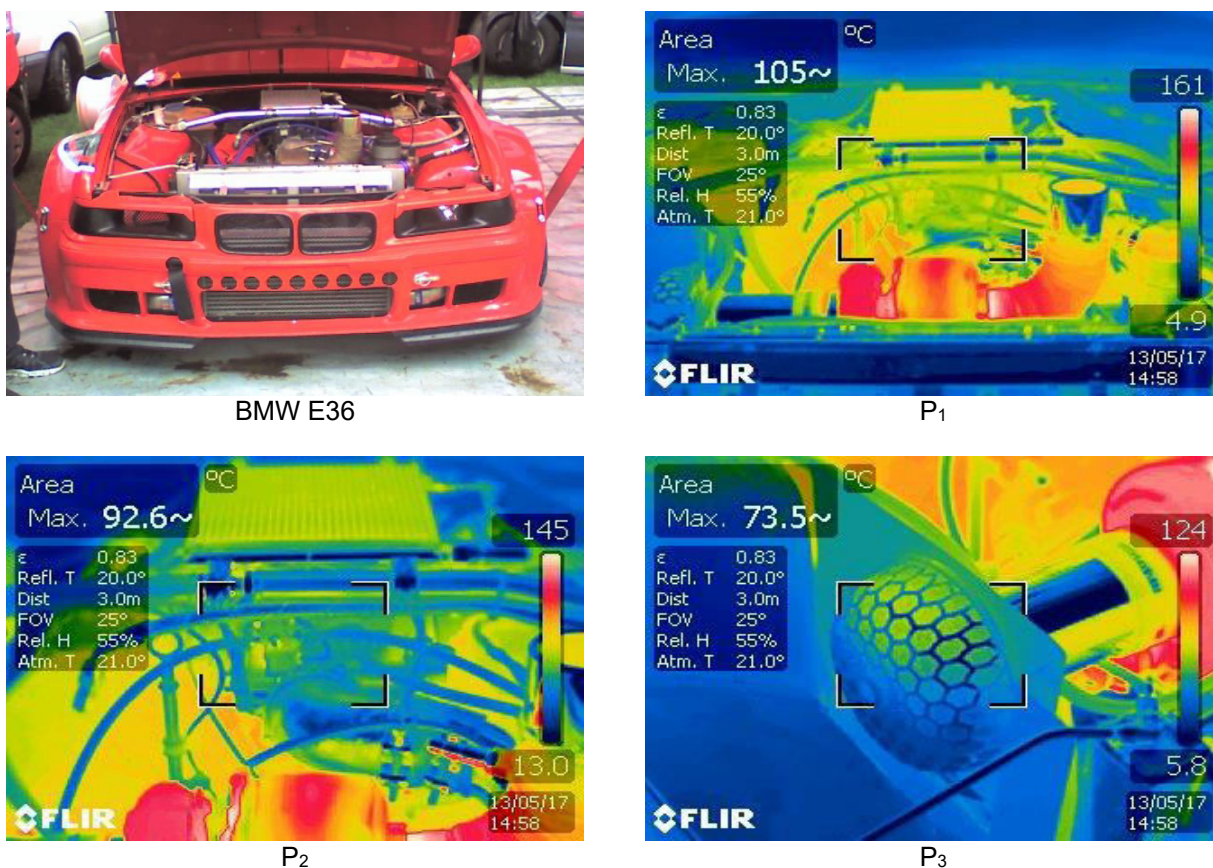 Area
Max. 105~
°C
161
ε 0.83
Refl. T 20.0°
Dist 3.0m
FOV 25°
Rel. H 55%
Atm. T 21.0°
4.9
13/05/17
14:58
FLIR
BMW E36
P₁
Area
Max. 92.6~
°C
145
ε 0.83
Refl. T 20.0°
Dist 3.0m
FOV 25°
Rel. H 55%
Atm. T 21.0°
13.0
13/05/17
14:58
FLIR
Area
Max. 73.5~
°C
124
ε 0.83
Refl. T 20.0°
Dist 3.0m
FOV 25°
Rel. H 55%
Atm. T 21.0°
5.8
13/05/17
14:58
FLIR
P₂
P₃